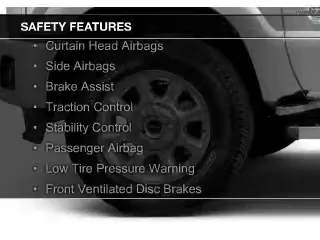 SAFETY FEATURES
• Curtain Head Airbags
• Side Airbags
• Brake Assist
• Traction Control
• Stability Control
• Passenger Airbag
• Low Tire Pressure Warning
• Front Ventilated Disc Brakes